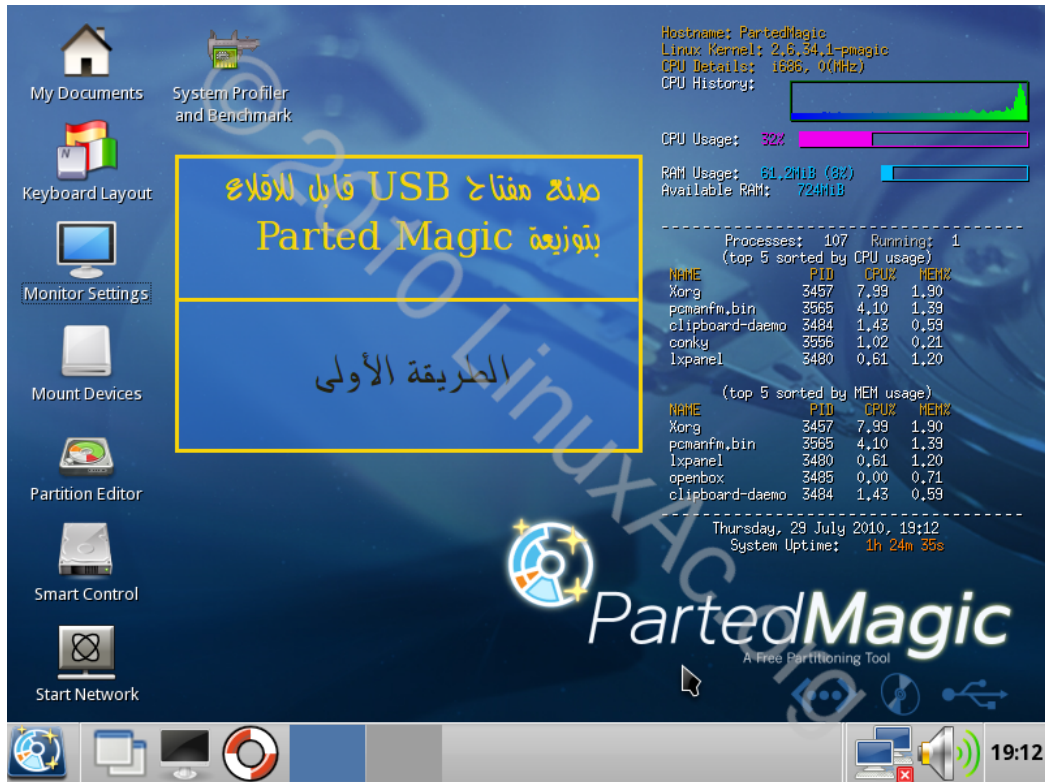 My Documents
System Profiler
and Benchmark
Keyboard Layout
Monitor Settings
Mount Devices
Partition Editor
Smart Control
Start Network
صنع مفتاح USB قابل للاقلاع
بتوزيعة Parted Magic
الطريقة الأولى
Hostname: PartedMagic
Linux Kernel: 2.6.34.1-pmagic
CPU Details: i686, 0(MHz)
CPU History:
CPU Usage: 32%
RAM Usage: 61.2MiB (8%)
Available RAM: 724MiB
Processes: 107 Running: 1
(top 5 sorted by CPU usage)
NAME PID CPU% MEM%
Xorg 3457 7.99 1.90
pcmanfm.bin 3565 4.10 1.39
clipboard-daemo 3484 1.43 0.59
conky 3556 1.02 0.21
lxpanel 3480 0.61 1.20
(top 5 sorted by MEM usage)
NAME PID CPU% MEM%
Xorg 3457 7.99 1.90
pcmanfm.bin 3565 4.10 1.39
lxpanel 3480 0.61 1.20
openbox 3485 0.00 0.71
clipboard-daemo 3484 1.43 0.59
Thursday, 29 July 2010, 19:12
System Uptime: 1h 24m 35s
PartedMagic
A Free Partitioning Tool
© 2010 LinuxAc.org
N
19:12